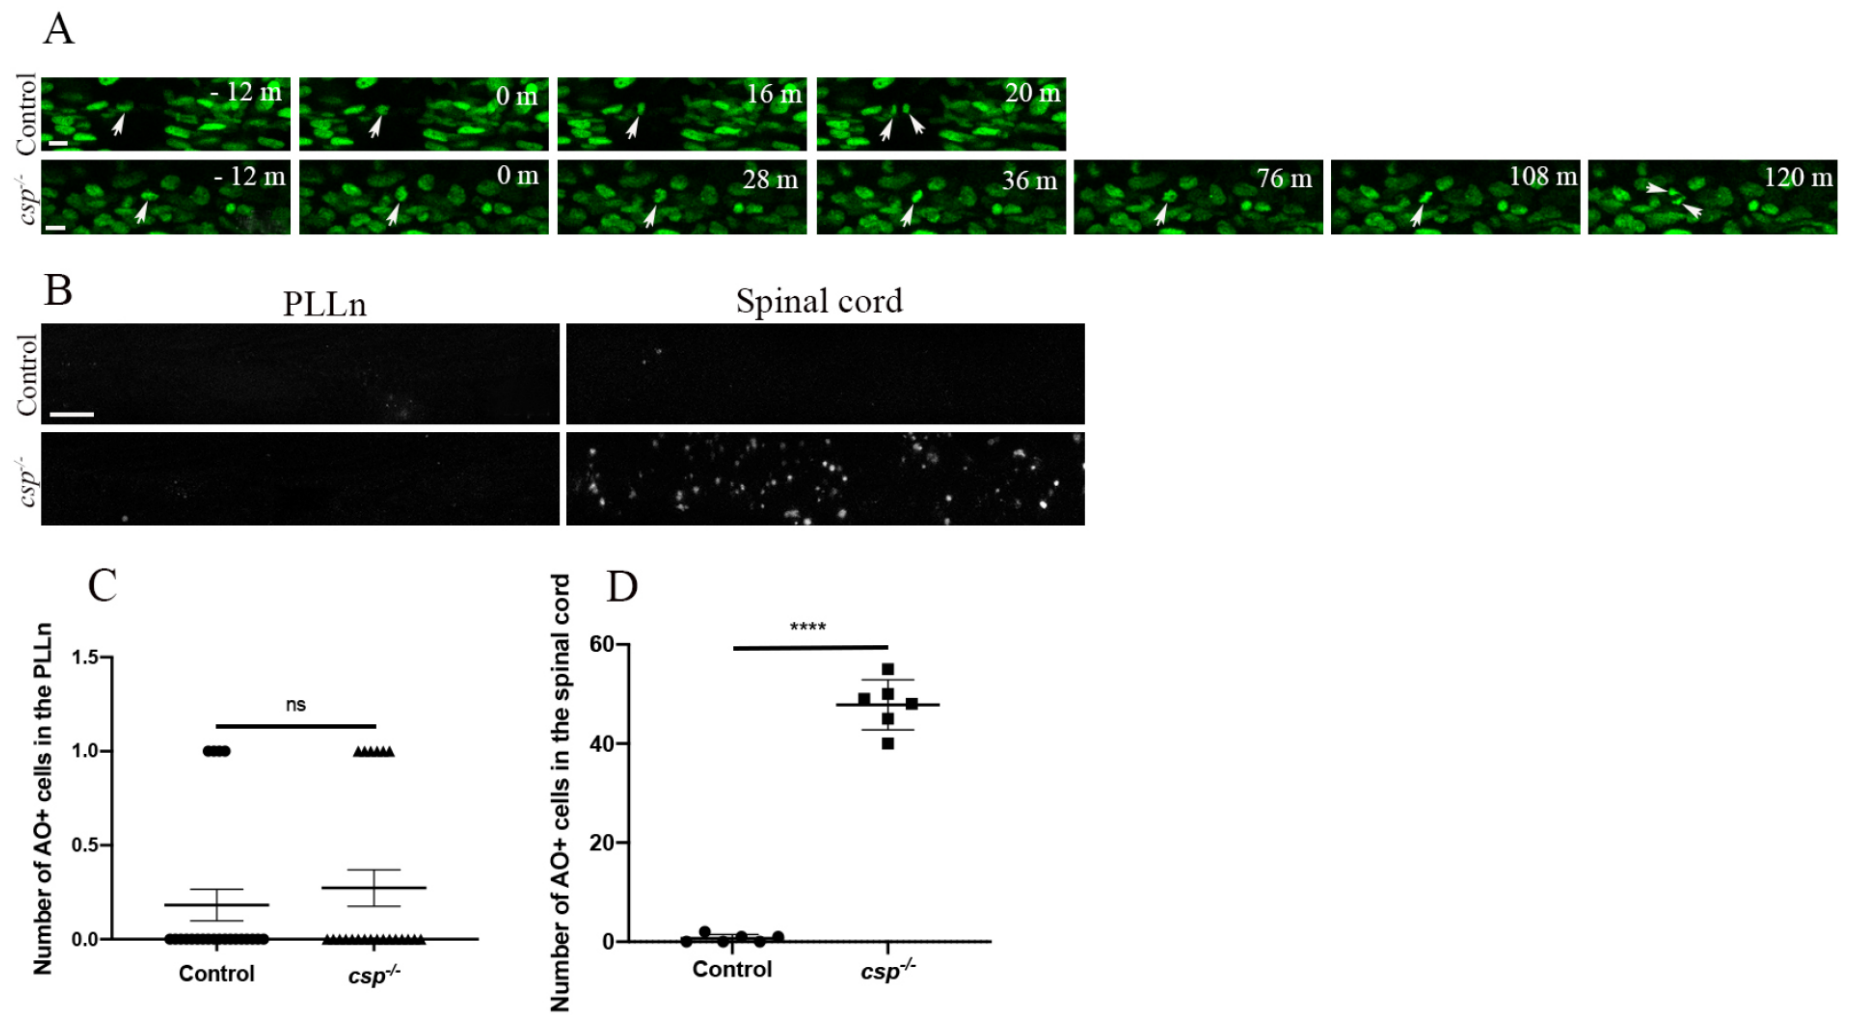 A
Control
- 12 m
0 m
16 m
20 m
csp-/-
- 12 m
0 m
28 m
36 m
76 m
108 m
120 m
B
PLLn
Spinal cord
Control
csp-/-
C
Number of AO+ cells in the PLLn
1.5
1.0
0.5
0.0
ns
Control
csp-/-
D
Number of AO+ cells in the spinal cord
60
40
20
0
****
Control
csp-/-